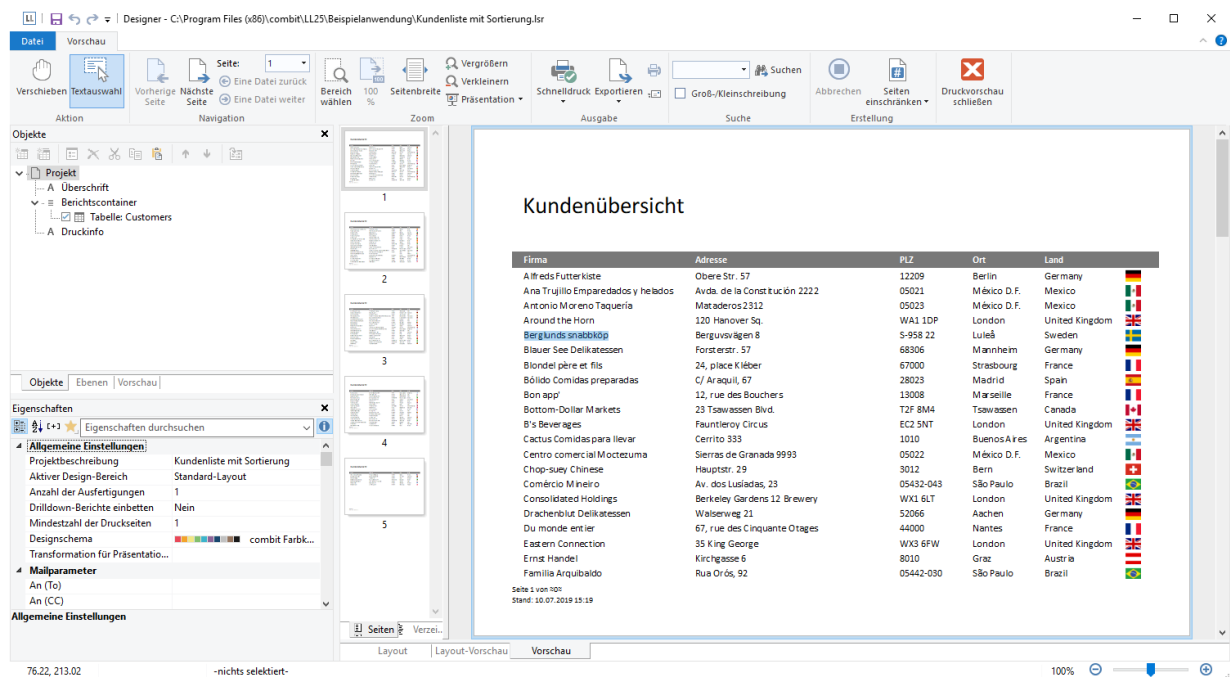 Designer - C:\Program Files (x86)\combit\LL25\Beispielanwendung\Kundenliste mit Sortierung.lsr
Datei Vorschau
Verschieben Textauswahl
Aktion
Vorherige Seite Nächste Seite
Seite: 1
Eine Datei zurück
Eine Datei weiter
Navigation
Bereich wählen 100 % Seitenbreite
Vergrößern
Verkleinern
Präsentation
Zoom
Schnelldruck Exportieren
Ausgabe
Suchen
Groß-/Kleinschreibung
Suche
Abbrechen Seiten einschränken
Erstellung
Druckvorschau schließen
Objekte
Projekt
A Überschrift
Berichtscontainer
Tabelle: Customers
A Druckinfo
Objekte Ebenen Vorschau
Eigenschaften
Eigenschaften durchsuchen
Allgemeine Einstellungen
Projektbeschreibung Kundenliste mit Sortierung
Aktiver Design-Bereich Standard-Layout
Anzahl der Ausfertigungen 1
Drilldown-Berichte einbetten Nein
Mindestzahl der Druckseiten 1
Designschema combit Farbk...
Transformation für Präsentatio...
Mailparameter
An (To)
An (CC)
Allgemeine Einstellungen
1
2
3
4
5
Seiten Verzei...
Kundenübersicht
Firma Adresse PLZ Ort Land
Alfreds Futterkiste Obere Str. 57 12209 Berlin Germany
Ana Trujillo Emparedados y helados Avda. de la Constitución 2222 05021 México D.F. Mexico
Antonio Moreno Taquería Mataderos 2312 05023 México D.F. Mexico
Around the Horn 120 Hanover Sq. WA1 1DP London United Kingdom
Berglunds snabbköp Berguvsvägen 8 S-958 22 Luleå Sweden
Blauer See Delikatessen Forsterstr. 57 68306 Mannheim Germany
Blondel père et fils 24, place Kléber 67000 Strasbourg France
Bólido Comidas preparadas C/ Araquil, 67 28023 Madrid Spain
Bon app' 12, rue des Bouchers 13008 Marseille France
Bottom-Dollar Markets 23 Tsawassen Blvd. T2F 8M4 Tsawassen Canada
B's Beverages Fauntleroy Circus EC2 5NT London United Kingdom
Cactus Comidas para llevar Cerrito 333 1010 Buenos Aires Argentina
Centro comercial Moctezuma Sierras de Granada 9993 05022 México D.F. Mexico
Chop-suey Chinese Hauptstr. 29 3012 Bern Switzerland
Comércio Mineiro Av. dos Lusíadas, 23 05432-043 São Paulo Brazil
Consolidated Holdings Berkeley Gardens 12 Brewery WX1 6LT London United Kingdom
Drachenblut Delikatessen Walserweg 21 52066 Aachen Germany
Du monde entier 67, rue des Cinquante Otages 44000 Nantes France
Eastern Connection 35 King George WX3 6FW London United Kingdom
Ernst Handel Kirchgasse 6 8010 Graz Austria
Familia Arquibaldo Rua Orós, 92 05442-030 São Paulo Brazil
Seite 1 von ≈0≈
Stand: 10.07.2019 15:19
Layout Layout-Vorschau Vorschau
76.22, 213.02 -nichts selektiert- 100%